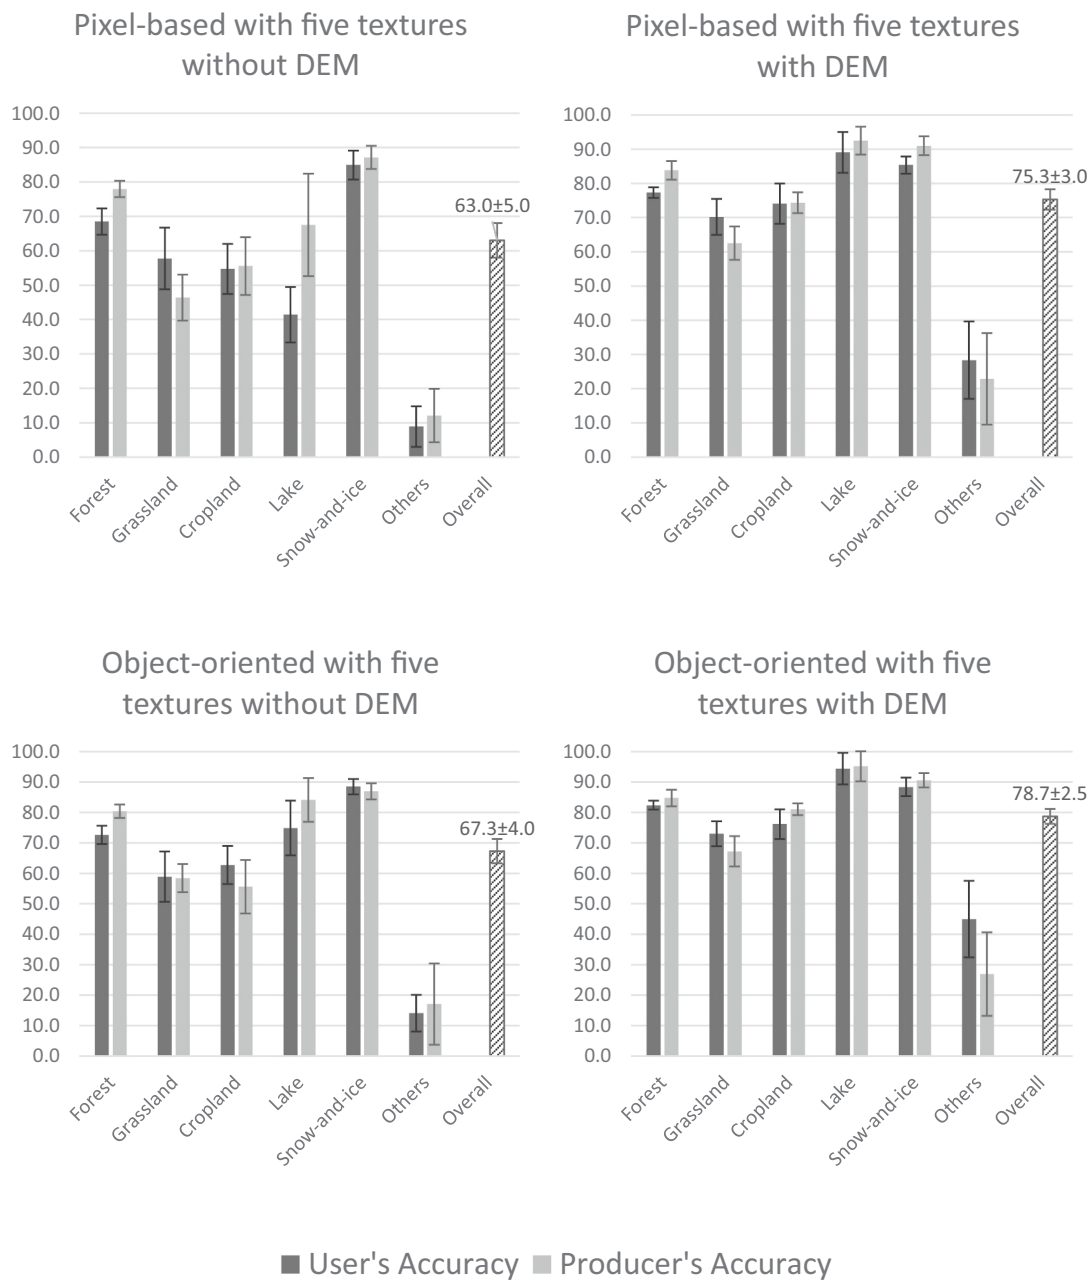 Pixel-based with five textures
without DEM
100.0
90.0
80.0
70.0
60.0
50.0
40.0
30.0
20.0
10.0
0.0
63.0±5.0
Forest
Grassland
Cropland
Lake
Snow-and-ice
Others
Overall
Pixel-based with five textures
with DEM
100.0
90.0
80.0
70.0
60.0
50.0
40.0
30.0
20.0
10.0
0.0
75.3±3.0
Forest
Grassland
Cropland
Lake
Snow-and-ice
Others
Overall
Object-oriented with five
textures without DEM
100.0
90.0
80.0
70.0
60.0
50.0
40.0
30.0
20.0
10.0
0.0
67.3±4.0
Forest
Grassland
Cropland
Lake
Snow-and-ice
Others
Overall
Object-oriented with five
textures with DEM
100.0
90.0
80.0
70.0
60.0
50.0
40.0
30.0
20.0
10.0
0.0
78.7±2.5
Forest
Grassland
Cropland
Lake
Snow-and-ice
Others
Overall
User's Accuracy Producer's Accuracy